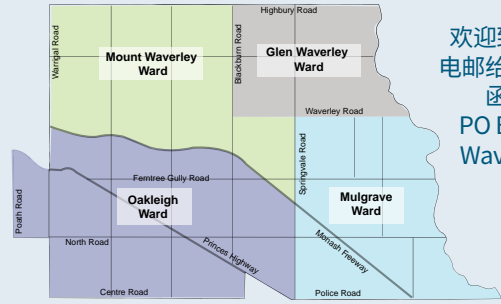 Highbury Road
Warrigal Road
Mount Waverley
Ward
Blackburn Road
Glen Waverley
Ward
Waverley Road
Springvale Road
Ferntree Gully Road
Oakleigh
Ward
Mulgrave
Ward
Poath Road
North Road
Princes Highway
Monash Freeway
Centre Road
Police Road
欢迎
电邮给
函
PO
Wav